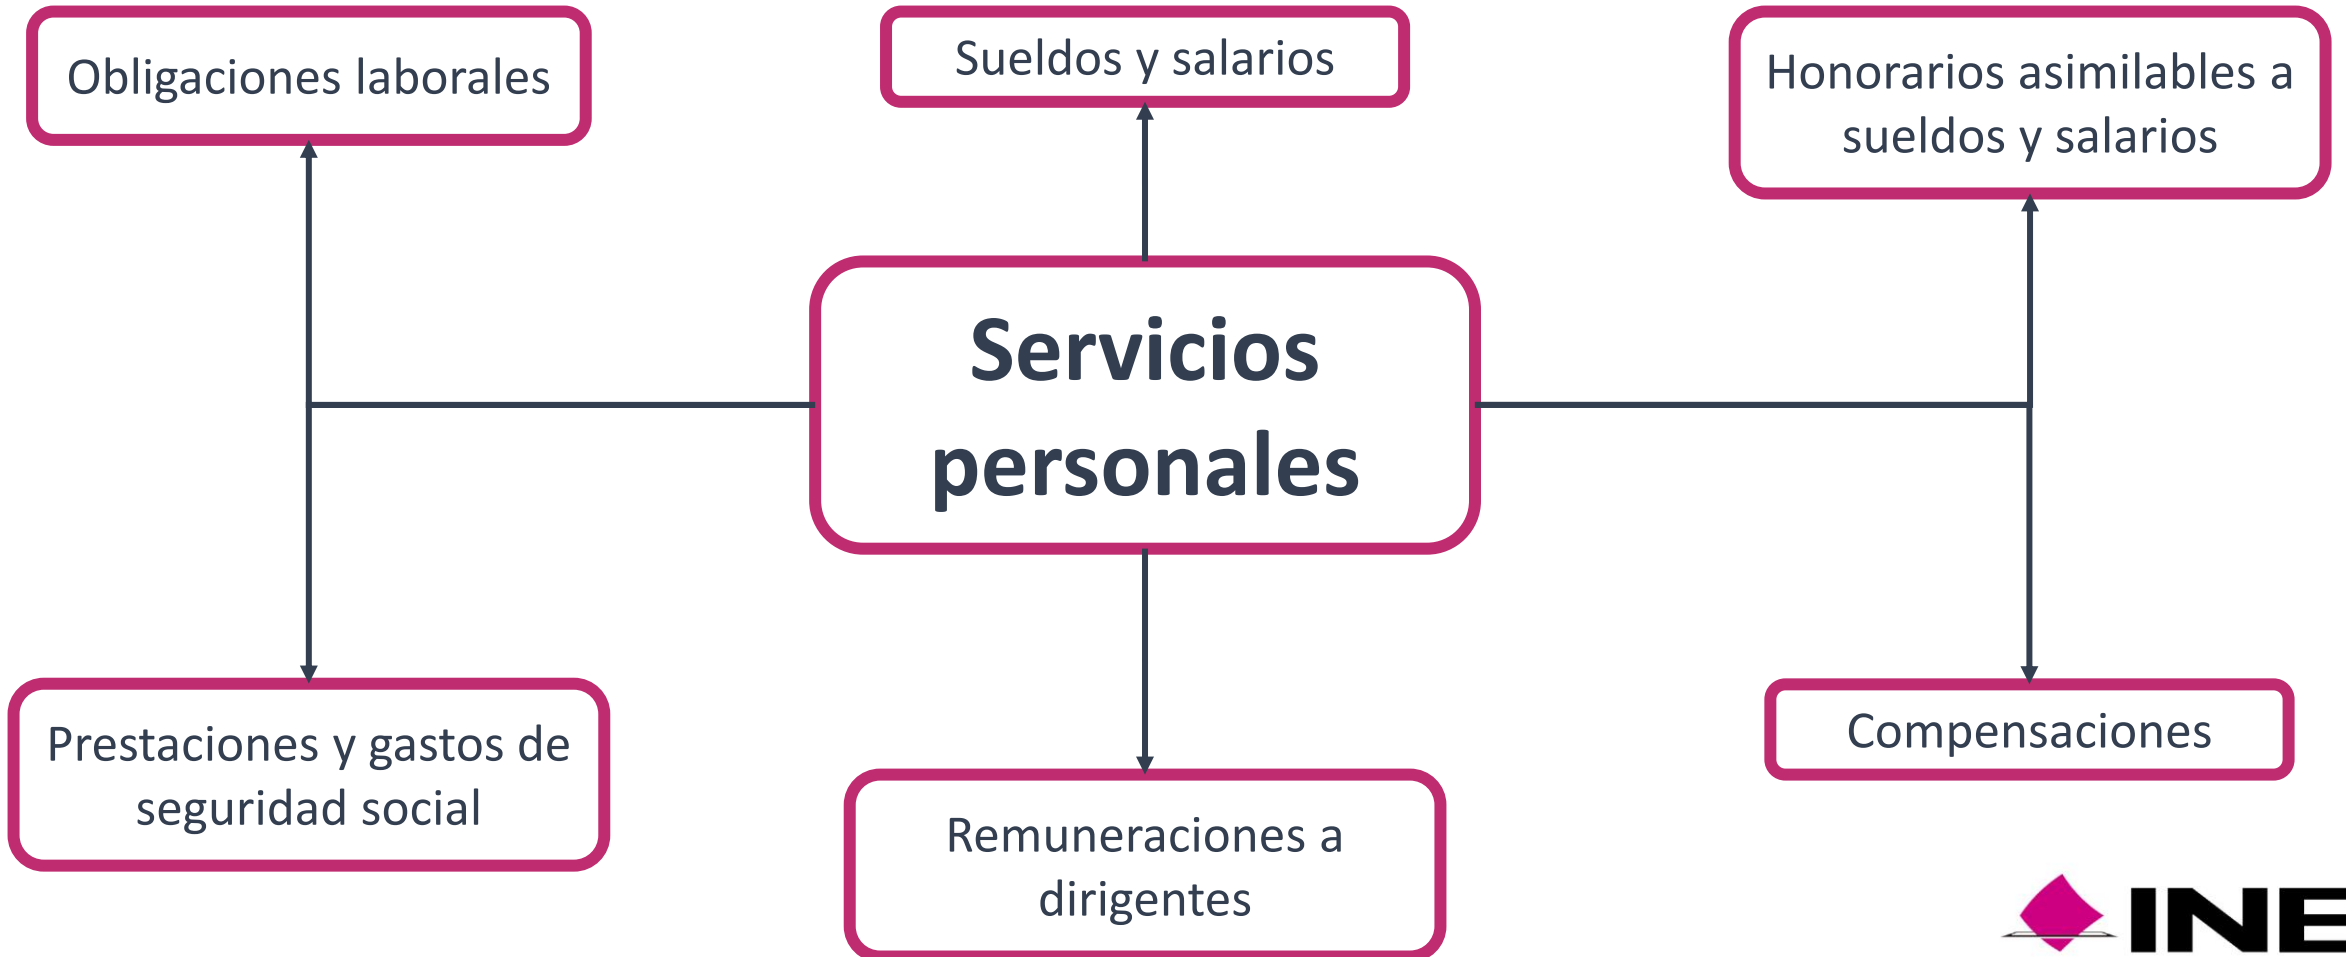 Obligaciones laborales
Sueldos y salarios
Honorarios asimilables a
sueldos y salarios
Servicios
personales
Prestaciones y gastos de
seguridad social
Remuneraciones a
dirigentes
Compensaciones
INE